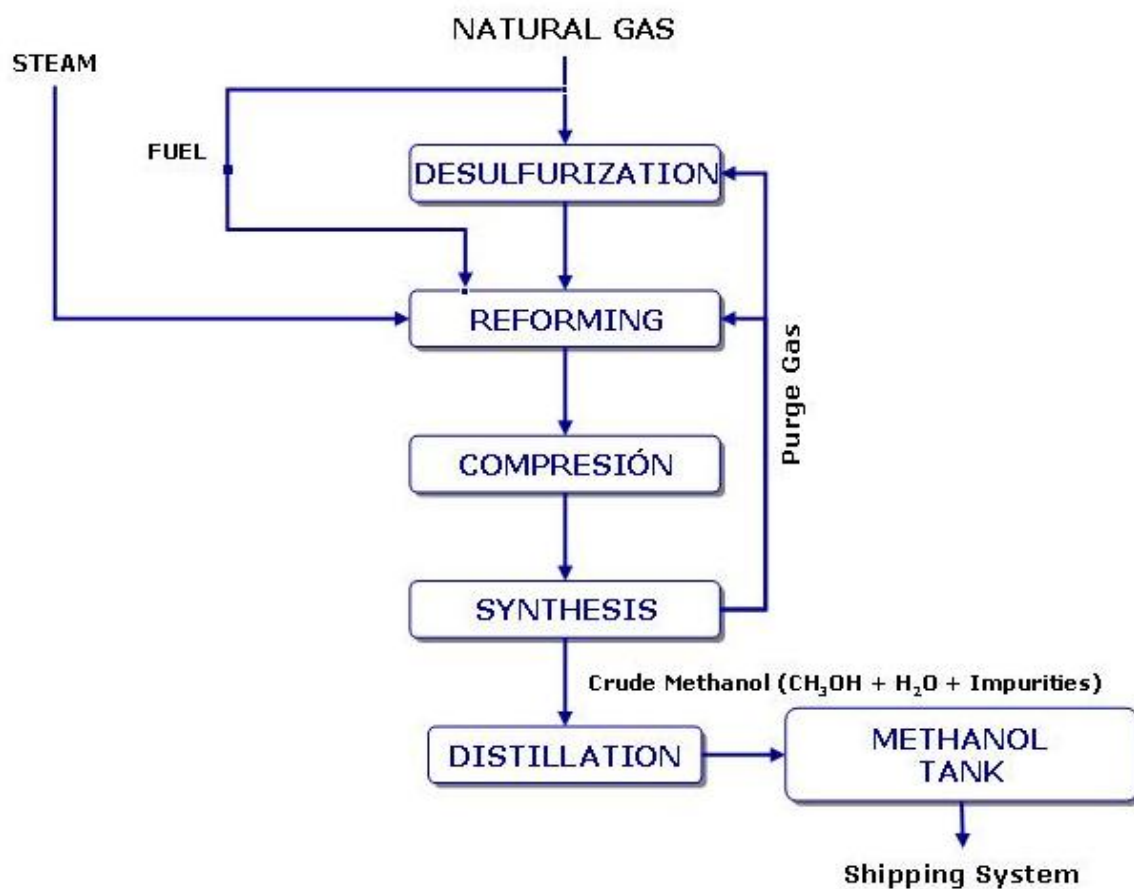 NATURAL GAS
STEAM
FUEL
DESULFURIZATION
REFORMING
Purge Gas
COMPRESIÓN
SYNTHESIS
Crude Methanol (CH₃OH + H₂O + Impurities)
DISTILLATION
METHANOL
TANK
Shipping System